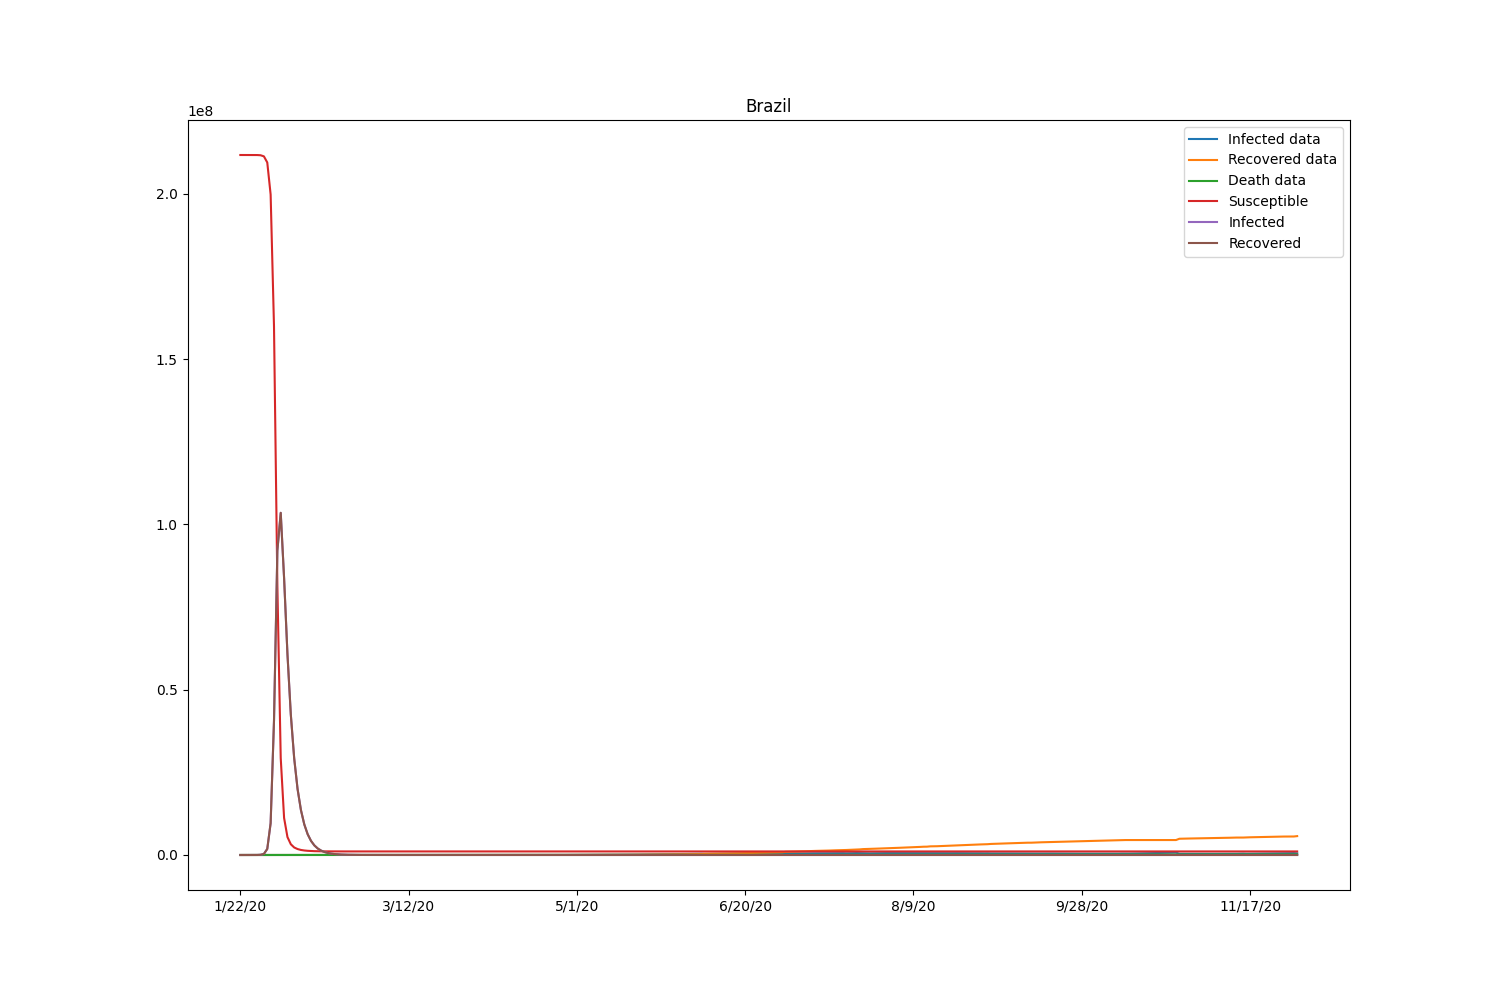 Brazil
1e8
Infected data
Recovered data
Death data
Susceptible
Infected
Recovered
2.0
1.5
1.0
0.5
0.0
1/22/20 3/12/20 5/1/20 6/20/20 8/9/20 9/28/20 11/17/20